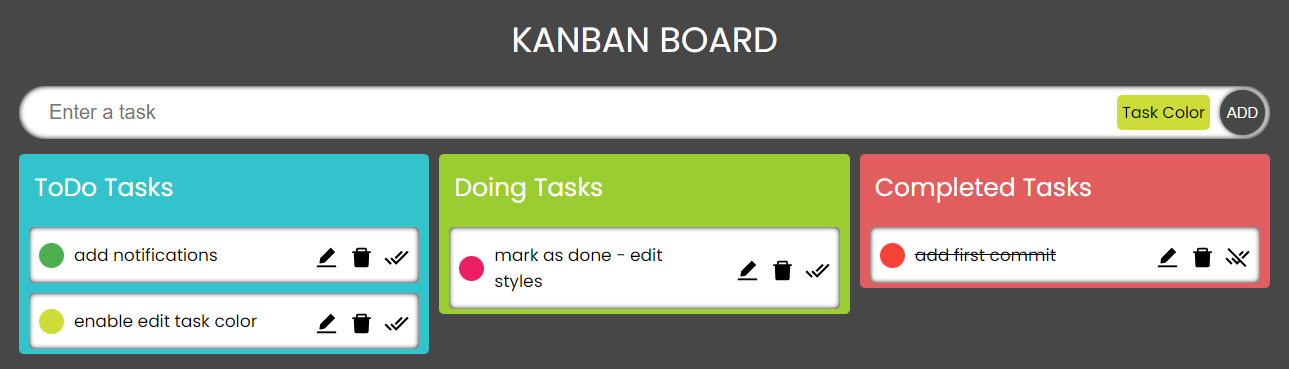 KANBAN BOARD
Enter a task
Task Color
ADD
ToDo Tasks
add notifications
enable edit task color
Doing Tasks
mark as done - edit
styles
Completed Tasks
add first commit